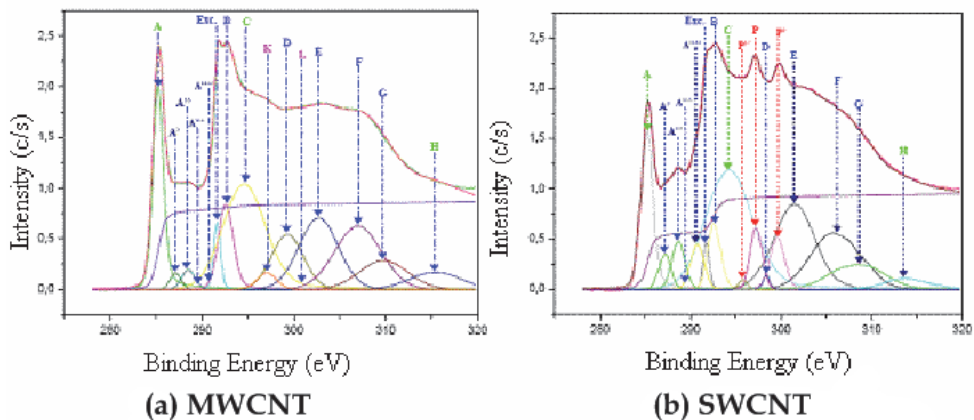 A
Exc. B
C
K
D
L
E
F
G
H
A'
A''
2,5
2,0
1,5
1,0
0,5
0,0
Intensity (c/s)
280 290 300 310 320
Binding Energy (eV)
(a) MWCNT
A
Exc. B
C
P
D
E
F
G
H
A'
2,5
2,0
1,5
1,0
0,5
0,0
Intensity (c/s)
280 290 300 310 320
Binding Energy (eV)
(b) SWCNT